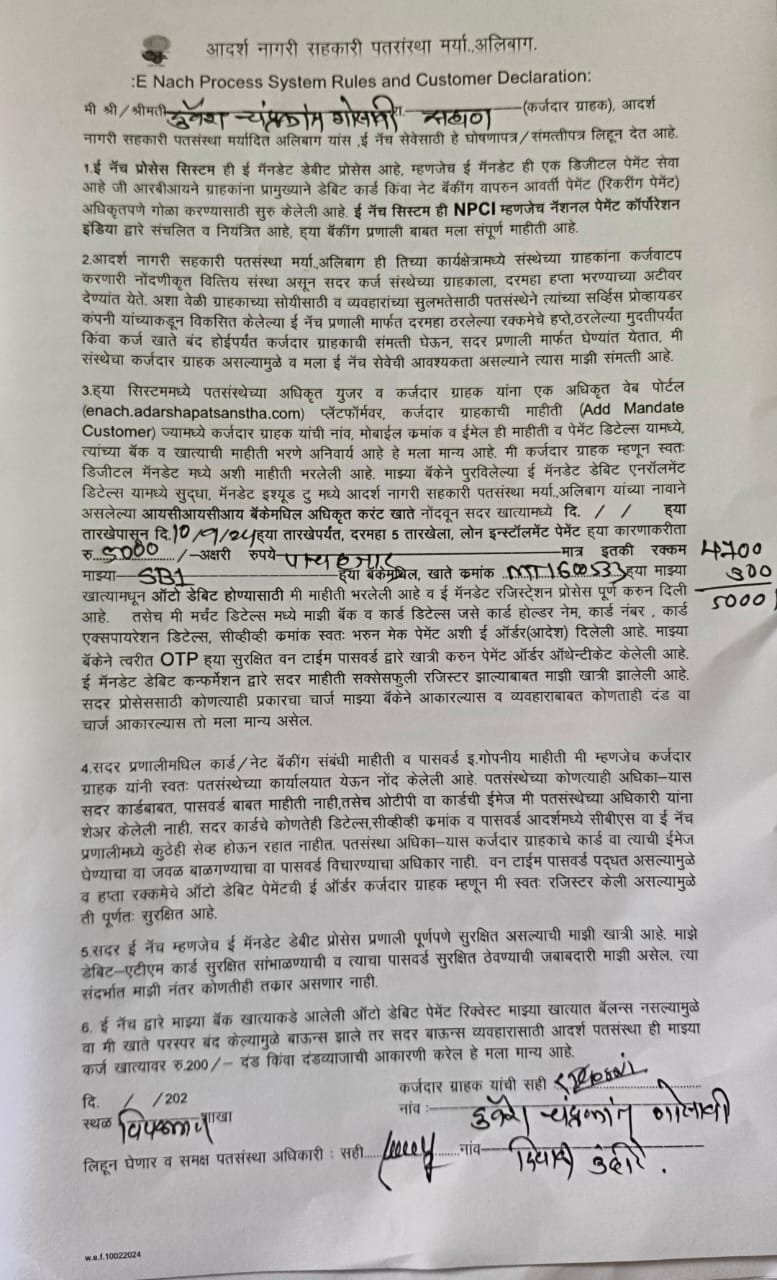 आदर्श नागरी सहकारी पतसंस्था मर्या.,अलिबाग.
:E Nach Process System Rules and Customer Declaration:
मी श्री/श्रीमती चंद्रकांत गोसावी (कर्जदार ग्राहक), आदर्श
नागरी सहकारी पतसंस्था मर्यादित अलिबाग यांस ,ई नॅच सेवेसाठी हे घोषणापत्र/संमत्तीपत्र लिहून देत आहे.
1.ई नॅच प्रोसेस सिस्टम ही ई मॅनडेट डेबीट प्रोसेस आहे, म्हणजेच ई मॅनडेट ही एक डिजिटल पेमेंट सेवा
आहे जी आरबीआयने ग्राहकांना प्रामुख्याने डेबिट कार्ड किंवा नेट बॅकींग वापरुन आवर्ती पेमेंट (रिकरींग पेमेंट)
अधिकृतपणे गोळा करण्यासाठी सुरु केलेली आहे. ई नॅच सिस्टम ही NPCI म्हणजेच नॅशनल पेमेंट कॉर्पोरेशन
इंडिया द्वारे संचलित व नियंत्रित आहे, ह्या बॅकींग प्रणाली बाबत मला संपूर्ण माहीती आहे.
2.आदर्श नागरी सहकारी पतसंस्था मर्या.,अलिबाग ही तिच्या कार्यक्षेत्रामध्ये संस्थेच्या ग्राहकांना कर्जवाटप
करणारी नोंदणीकृत वित्तिय संस्था असून सदर कर्ज संस्थेच्या ग्राहकाला, दरमहा हप्ता भरण्याच्या अटीवर
देण्यांत येते. अशा वेळी ग्राहकाच्या सोयीसाठी व व्यवहारांच्या सुलभतेसाठी पतसंस्थेने त्यांच्या सर्व्हिस प्रोव्हायडर
कंपनी यांच्याकडून विकसित केलेल्या ई नॅच प्रणाली मार्फत दरमहा ठरलेल्या रक्कमेचे हप्ते,ठरलेल्या मुदतीपर्यंत
किंवा कर्ज खाते बंद होईपर्यंत कर्जदार ग्राहकाची संमत्ती घेऊन, सदर प्रणाली मार्फत घेण्यांत येतात, मी
संस्थेचा कर्जदार ग्राहक असल्यामुळे व मला ई नॅच सेवेची आवश्यकता असल्याने त्यास माझी संमत्ती आहे.
3.ह्या सिस्टममध्ये पतसंस्थेच्या अधिकृत युजर व कर्जदार ग्राहक यांना एक अधिकृत वेब पोर्टल
(enach.adarshapatsanstha.com) प्लॅटफॉर्मवर, कर्जदार ग्राहकाची माहीती (Add Mandate
Customer) ज्यामध्ये कर्जदार ग्राहक यांची नांव, मोबाईल क्रमांक व ईमेल ही माहीती व पेमेंट डिटेल्स यामध्ये,
त्यांच्या बॅंक व खात्याची माहीती भरणे अनिवार्य आहे हे मला मान्य आहे. मी कर्जदार ग्राहक म्हणून स्वतः
डिजीटल मॅनडेट मध्ये अशी माहीती भरलेली आहे. माझ्या बॅकेने पुरविलेल्या ई मॅनडेट डेबिट एनरॉलमेंट
डिटेल्स यामध्ये सुद्धा, मॅनडेट इश्यूड टु मध्ये आदर्श नागरी सहकारी पतसंस्था मर्या.,अलिबाग यांच्या नावाने
असलेल्या आयसीआयसीआय बॅंकेमधिल अधिकृत करंट खाते नोंदवून सदर खात्यामध्ये दि. / / ह्या
तारखेपासून दि.10/9/24ह्या तारखेपर्यंत, दरमहा 5 तारखेला, लोन इन्स्टॉलमेंट पेमेंट ह्या कारणाकरीता
रु.5000/-अक्षरी रुपये पाच हजार मात्र इतकी रक्कम 4700
माझ्या SBI ह्या बॅकेमधिल, खाते क्रमांक ह्या माझ्या 300
खात्यामधून ऑटो डेबिट होण्यासाठी मी माहीती भरलेली आहे व ई मॅनडेट रजिस्ट्रेशन प्रोसेस पूर्ण करुन दिली 5000
आहे. तसेच मी मर्चंट डिटेल्स मध्ये माझी बॅक व कार्ड डिटेल्स जसे कार्ड होल्डर नेम, कार्ड नंबर , कार्ड
एक्सपायरेशन डिटेल्स, सीव्हीव्ही क्रमांक स्वतः भरुन मेक पेमेंट अशी ई ऑर्डर(आदेश) दिलेली आहे. माझ्या
बॅकेने त्वरीत OTP ह्या सुरक्षित वन टाईम पासवर्ड द्वारे खात्री करुन पेमेंट ऑर्डर ऑथेन्टीकेट केलेली आहे.
ई मॅनडेट डेबिट कन्फर्मेशन द्वारे सदर माहीती सक्सेसफुली रजिस्टर झाल्याबाबत माझी खात्री झालेली आहे.
सदर प्रोसेससाठी कोणत्याही प्रकारचा चार्ज माझ्या बॅकेने आकारल्यास व व्यवहाराबाबत कोणताही दंड वा
चार्ज आकारल्यास तो मला मान्य असेल.
4.सदर प्रणालीमधिल कार्ड/नेट बॅकींग संबंधी माहीती व पासवर्ड इ.गोपनीय माहीती मी म्हणजेच कर्जदार
ग्राहक यांनी स्वतः पतसंस्थेच्या कार्यालयात येऊन नोंद केलेली आहे. पतसंस्थेच्या कोणत्याही अधिका-यास
सदर कार्डबाबत, पासवर्ड बाबत माहीती नाही,तसेच ओटीपी वा कार्डची ईमेज मी पतसंस्थेच्या अधिकारी यांना
शेअर केलेली नाही, सदर कार्डचे कोणतेही डिटेल्स,सीव्हीव्ही क्रमांक व पासवर्ड आदर्शमध्ये सीबीएस वा ई नॅच
प्रणालीमध्ये कुठेही सेव्ह होऊन रहात नाहीत. पतसंस्था अधिका-यास कर्जदार ग्राहकाचे कार्ड वा त्याची ईमेज
घेण्याचा वा जवळ बाळगण्याचा वा पासवर्ड विचारण्याचा अधिकार नाही. वन टाईम पासवर्ड पद्धत असल्यामुळे
व हप्ता रक्कमेचे ऑटो डेबिट पेमेंटची ई ऑर्डर कर्जदार ग्राहक म्हणून मी स्वतः रजिस्टर केली असल्यामुळे
ती पूर्णतः सुरक्षित आहे.
5.सदर ई नॅच म्हणजेच ई मॅनडेट डेबीट प्रोसेस प्रणाली पूर्णपणे सुरक्षित असल्याची माझी खात्री आहे. माझे
डेबिट-एटीएम कार्ड सुरक्षित सांभाळण्याची व त्याचा पासवर्ड सुरक्षित ठेवण्याची जबाबदारी माझी असेल. त्या
संदर्भात माझी नंतर कोणतीही तकार असणार नाही.
6. ई नॅच द्वारे माझ्या बॅक खात्याकडे आलेली ऑटो डेबिट पेमेंट रिक्वेस्ट माझ्या खात्यात बॅलन्स नसल्यामुळे
वा मी खाते परस्पर बंद केल्यामुळे बाऊन्स झाले तर सदर बाऊन्स व्यवहारासाठी आदर्श पतसंस्था ही माझ्या
कर्ज खात्यावर रु.200/- दंड किंवा दंडव्याजाची आकारणी करेल हे मला मान्य आहे.
दि. / /202 कर्जदार ग्राहक यांची सही
स्थळ शाखा नांव :- चंद्रकांत गोसावी
लिहून घेणार व समक्ष पतसंस्था अधिकारी : सही नांव
w.e.f.10022024